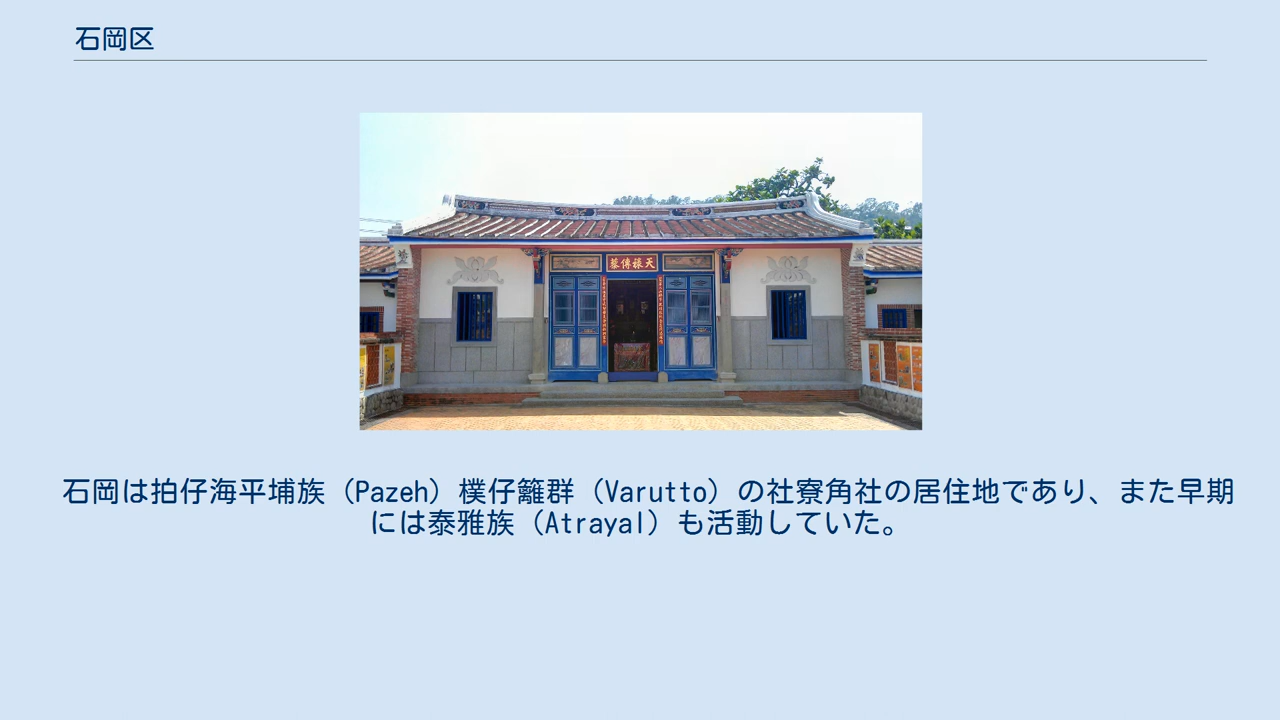 石岡区
藜傳祿天
石岡は拍仔海平埔族（Pazeh）樸仔籬群（Varutto）の社寮角社の居住地であり、また早期
には泰雅族（Atrayal）も活動していた。